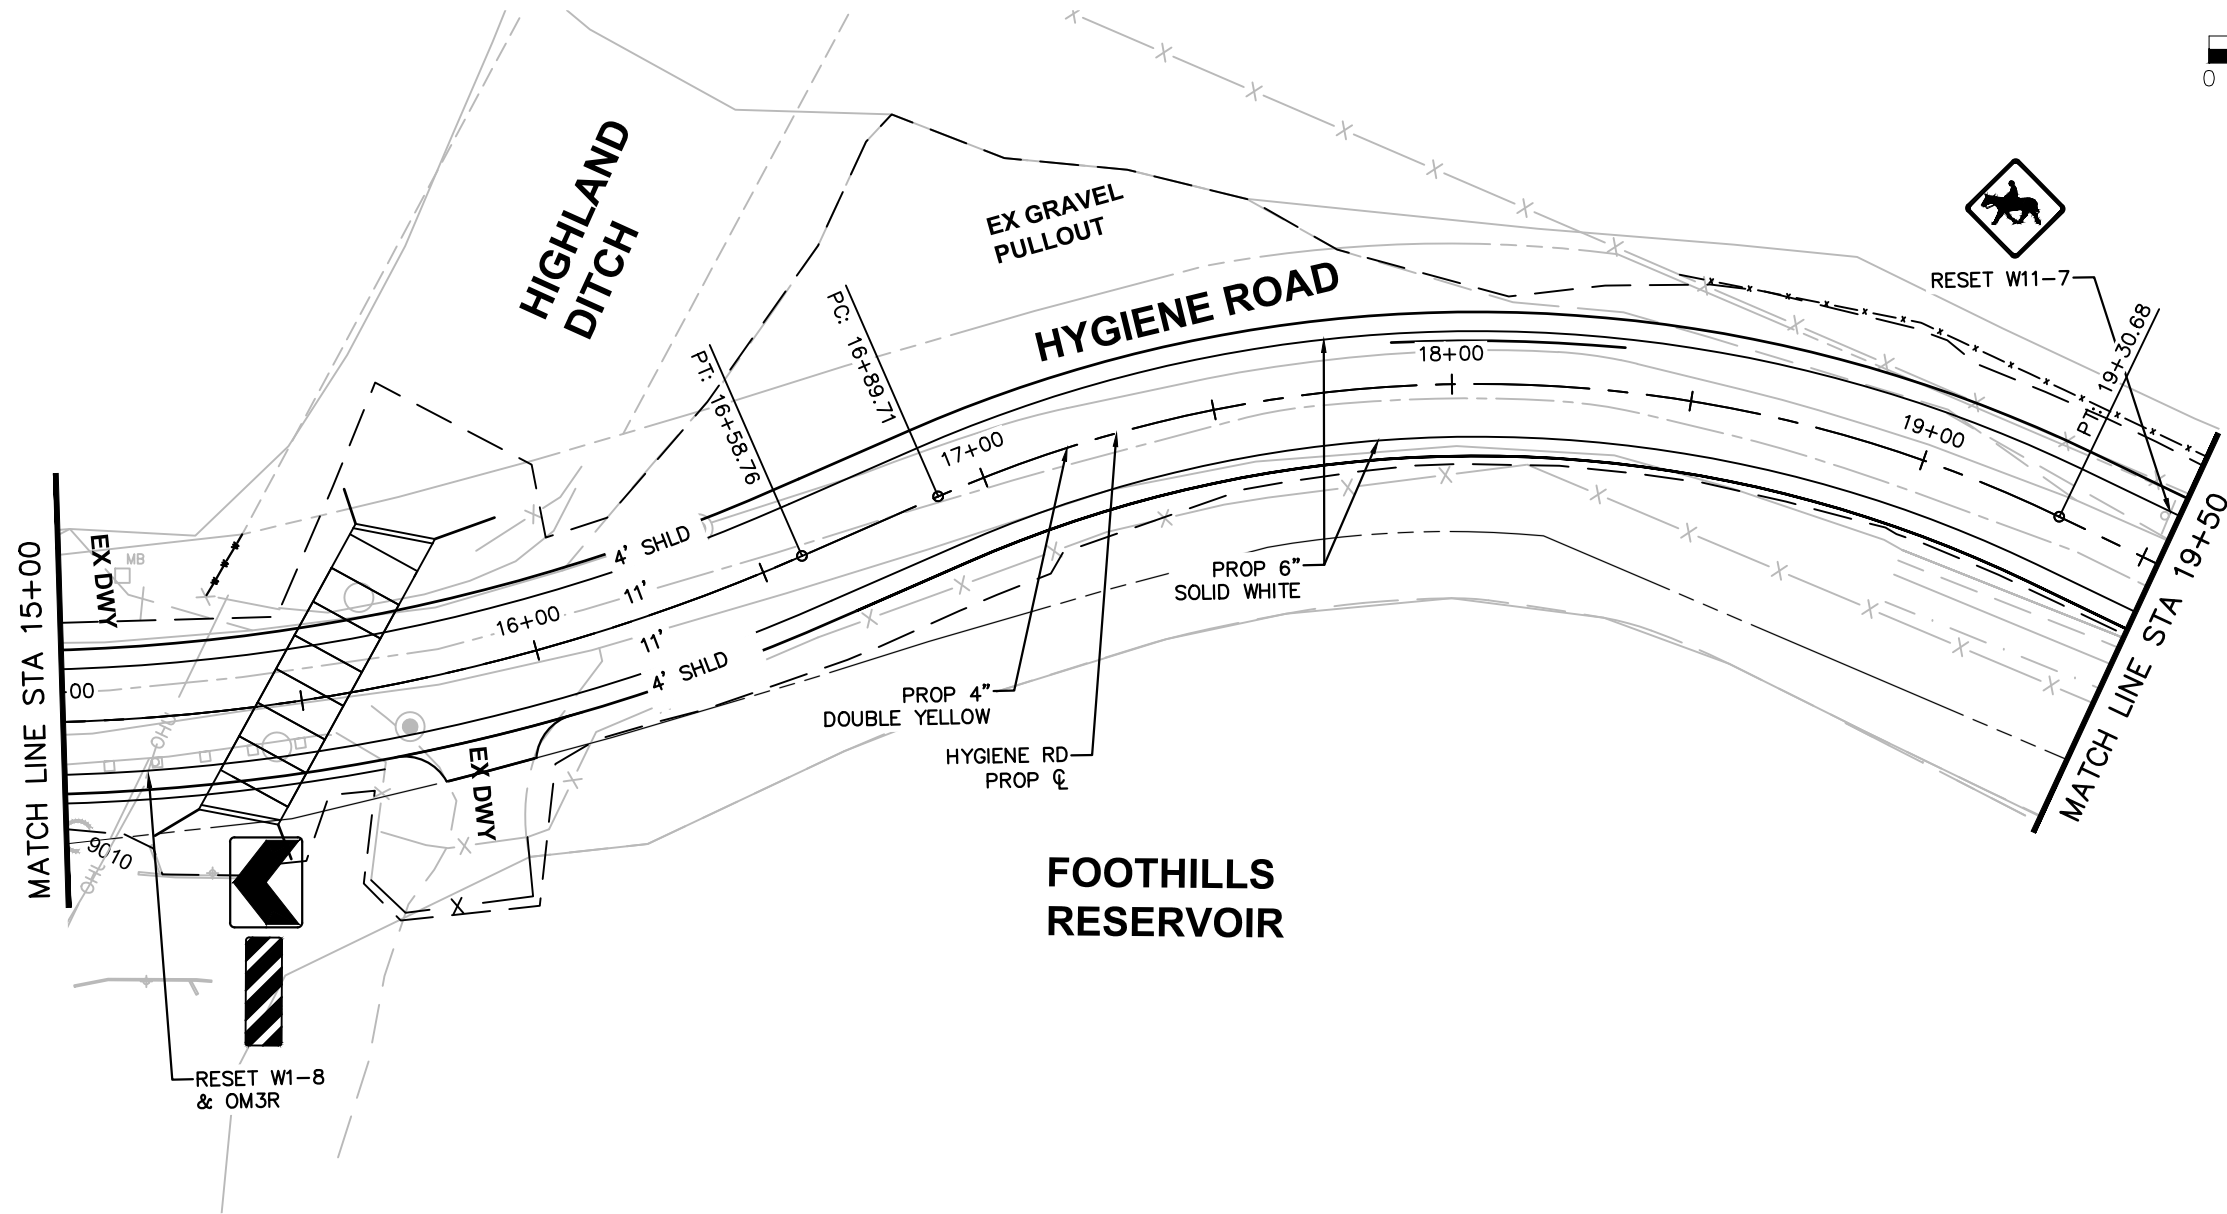 0
HIGHLAND
DITCH
EX GRAVEL
PULLOUT
HYGIENE ROAD
RESET W11-7
PT: 19+30.68
PC: 16+89.71
PT: 16+58.76
18+00
19+00
17+00
16+00
4' SHLD
11'
11'
4' SHLD
EX DWY
MB
MATCH LINE STA 15+00
+00
OHU
OHU
9010
EX DWY
PROP 6”
SOLID WHITE
PROP 4”
DOUBLE YELLOW
HYGIENE RD
PROP ℄
MATCH LINE STA 19+50
FOOTHILLS
RESERVOIR
RESET W1-8
& OM3R